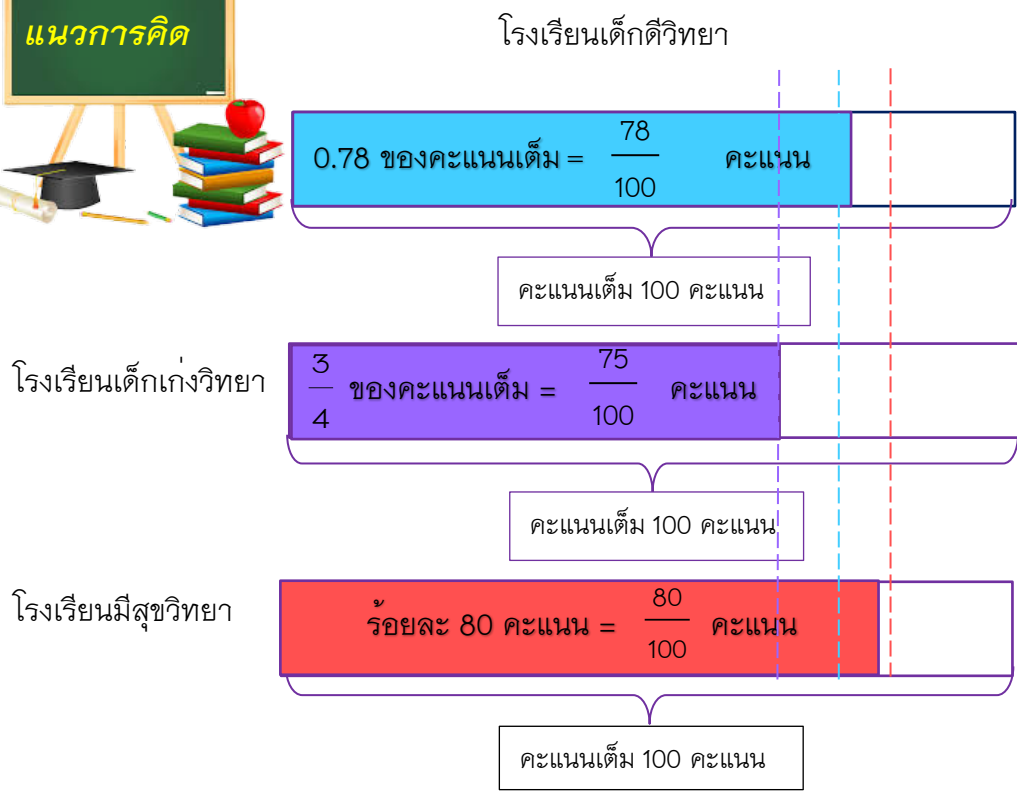 แนวการคิด
โรงเรียนเด็กดีวิทยา
0.78 ของคะแนนเต็ม = 78/100 คะแนน
คะแนนเต็ม 100 คะแนน
โรงเรียนเด็กเก่งวิทยา
3/4 ของคะแนนเต็ม = 75/100 คะแนน
คะแนนเต็ม 100 คะแนน
โรงเรียนมีสุขวิทยา
ร้อยละ 80 คะแนน = 80/100 คะแนน
คะแนนเต็ม 100 คะแนน